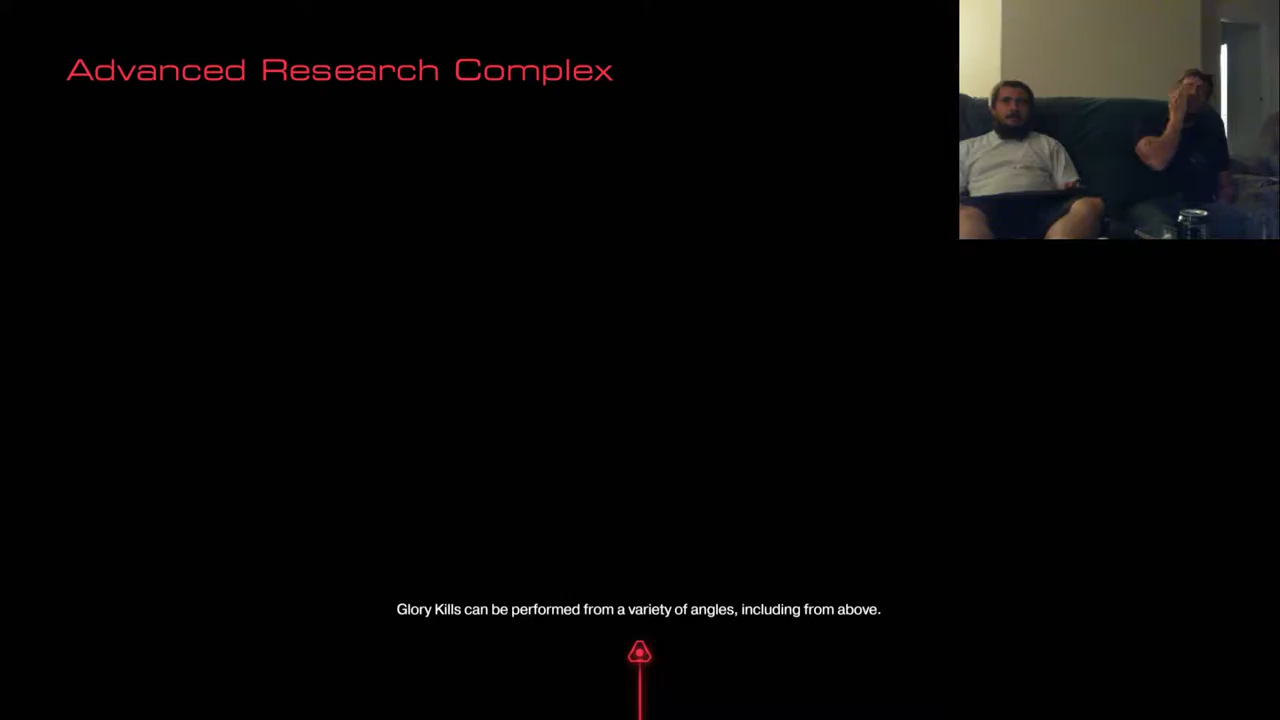 Advanced Research Complex
Glory Kills can be performed from a variety of angles, including from above.